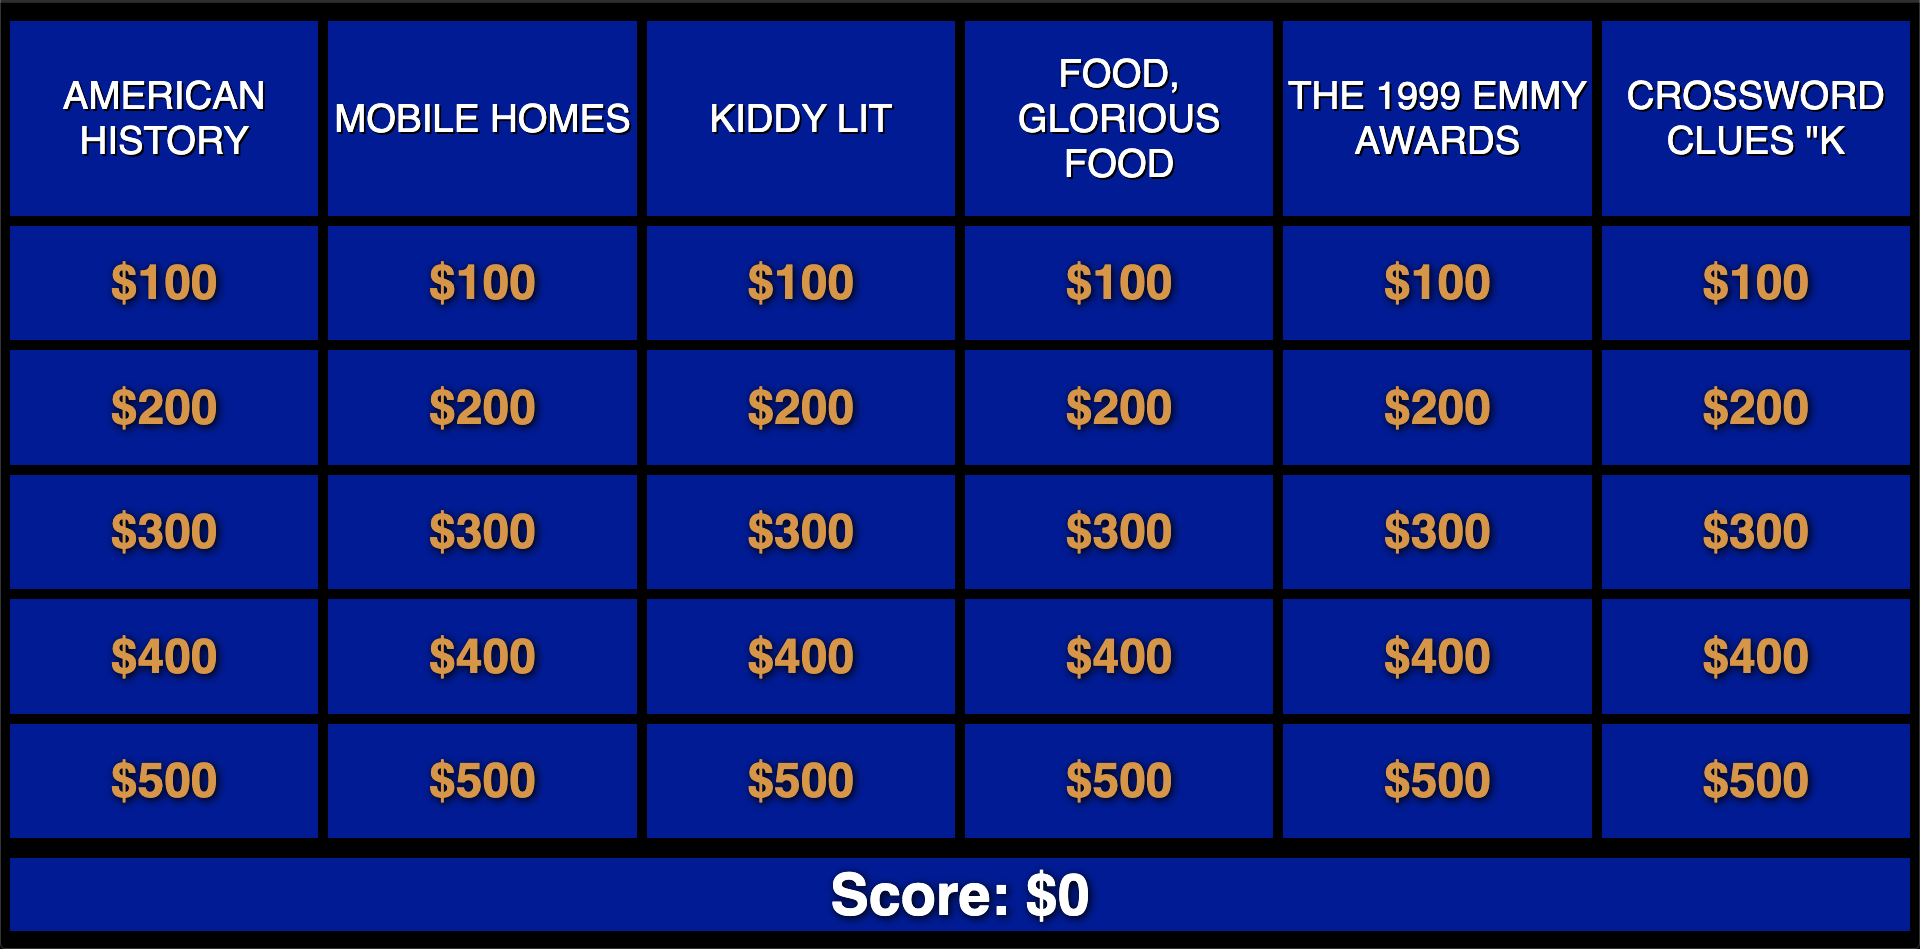 AMERICAN
HISTORY
MOBILE HOMES
KIDDY LIT
FOOD,
GLORIOUS
FOOD
THE 1999 EMMY
AWARDS
CROSSWORD
CLUES "K
$100 $100 $100 $100 $100 $100
$200 $200 $200 $200 $200 $200
$300 $300 $300 $300 $300 $300
$400 $400 $400 $400 $400 $400
$500 $500 $500 $500 $500 $500
Score: $0